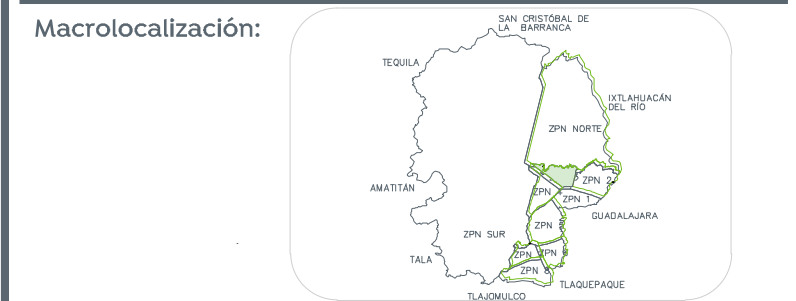 Macrolocalización:
SAN CRISTÓBAL DE
LA BARRANCA
TEQUILA
IXTLAHUACÁN
DEL RÍO
ZPN NORTE
ZPN 2
AMATITÁN
ZPN
ZPN 1
GUADALAJARA
ZPN
ZPN SUR
ZPN
ZPN
TALA
ZPN
TLAQUEPAQUE
TLAJOMULCO